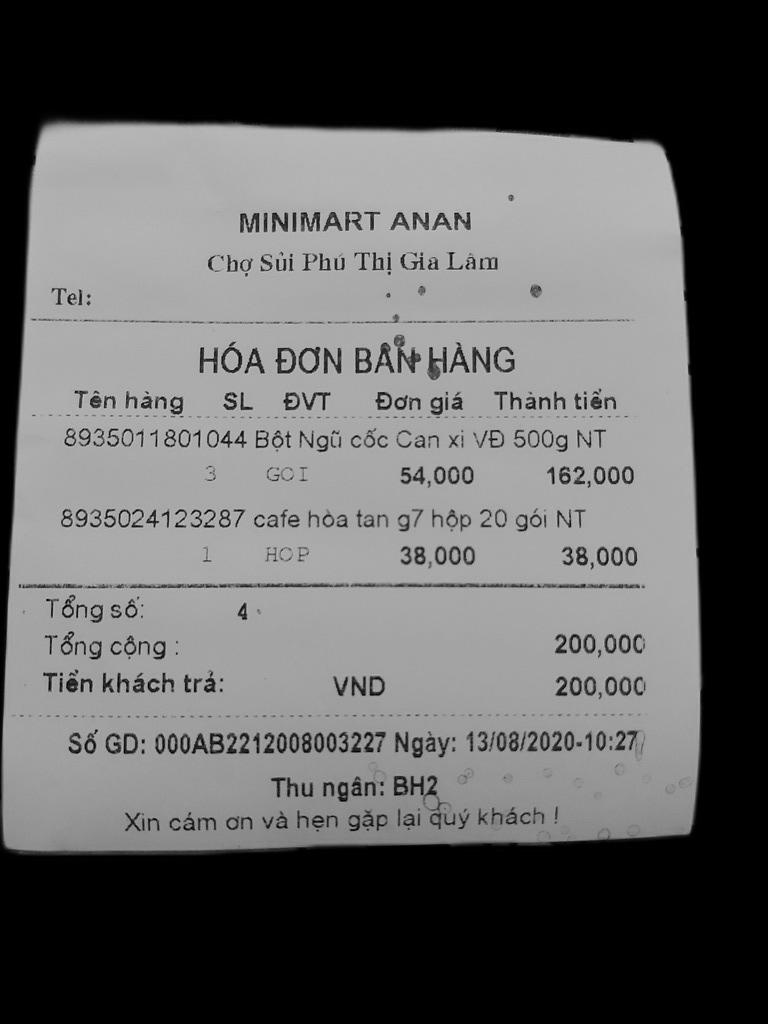 MINIMART ANAN
Chợ Sủi Phú Thị Gia Lâm
Tel:
HÓA ĐƠN BÁN HÀNG
Tên hàng SL ĐVT Đơn giá Thành tiền
8935011801044 Bột Ngũ cốc Can xi VĐ 500g NT
3 GOI 54,000 162,000
8935024123287 cafe hòa tan g7 hộp 20 gói NT
1 HOP 38,000 38,000
Tổng số: 4
Tổng cộng : 200,000
Tiền khách trả: VND 200,000
Số GD: 000AB2212008003227 Ngày: 13/08/2020-10:27
Thu ngân: BH2
Xin cám ơn và hẹn gặp lại quý khách !